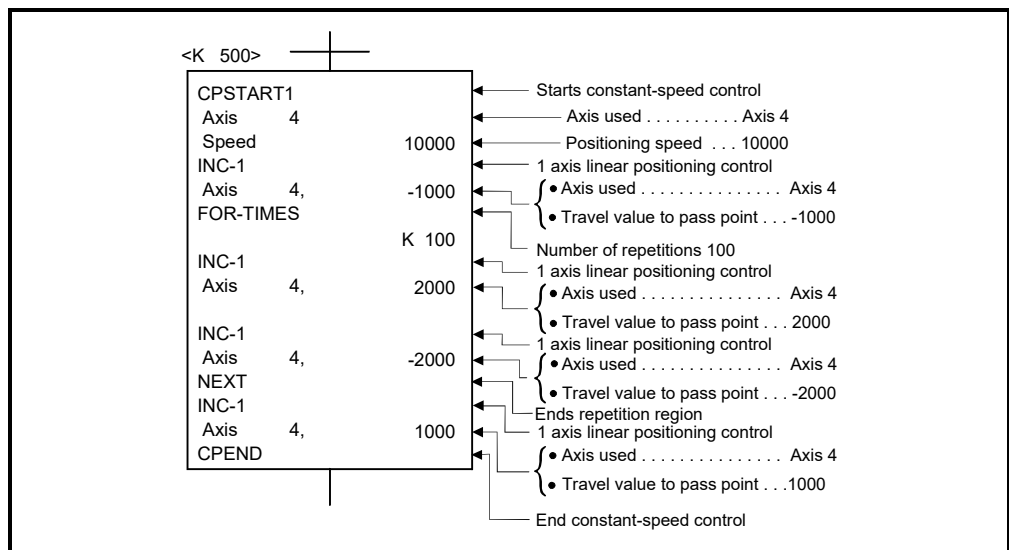 <K 500>
CPSTART1
Starts constant-speed control
Axis 4
Axis used . . . . . . . . . . Axis 4
Speed 10000
Positioning speed . . . 10000
INC-1
1 axis linear positioning control
Axis 4, -1000
• Axis used . . . . . . . . . . . . . . . Axis 4
• Travel value to pass point . . . -1000
FOR-TIMES
K 100
Number of repetitions 100
INC-1
1 axis linear positioning control
Axis 4, 2000
• Axis used . . . . . . . . . . . . . . . Axis 4
• Travel value to pass point . . . 2000
INC-1
1 axis linear positioning control
Axis 4, -2000
• Axis used . . . . . . . . . . . . . . . Axis 4
• Travel value to pass point . . . -2000
NEXT
Ends repetition region
INC-1
1 axis linear positioning control
Axis 4, 1000
• Axis used . . . . . . . . . . . . . . . Axis 4
• Travel value to pass point . . .1000
CPEND
End constant-speed control